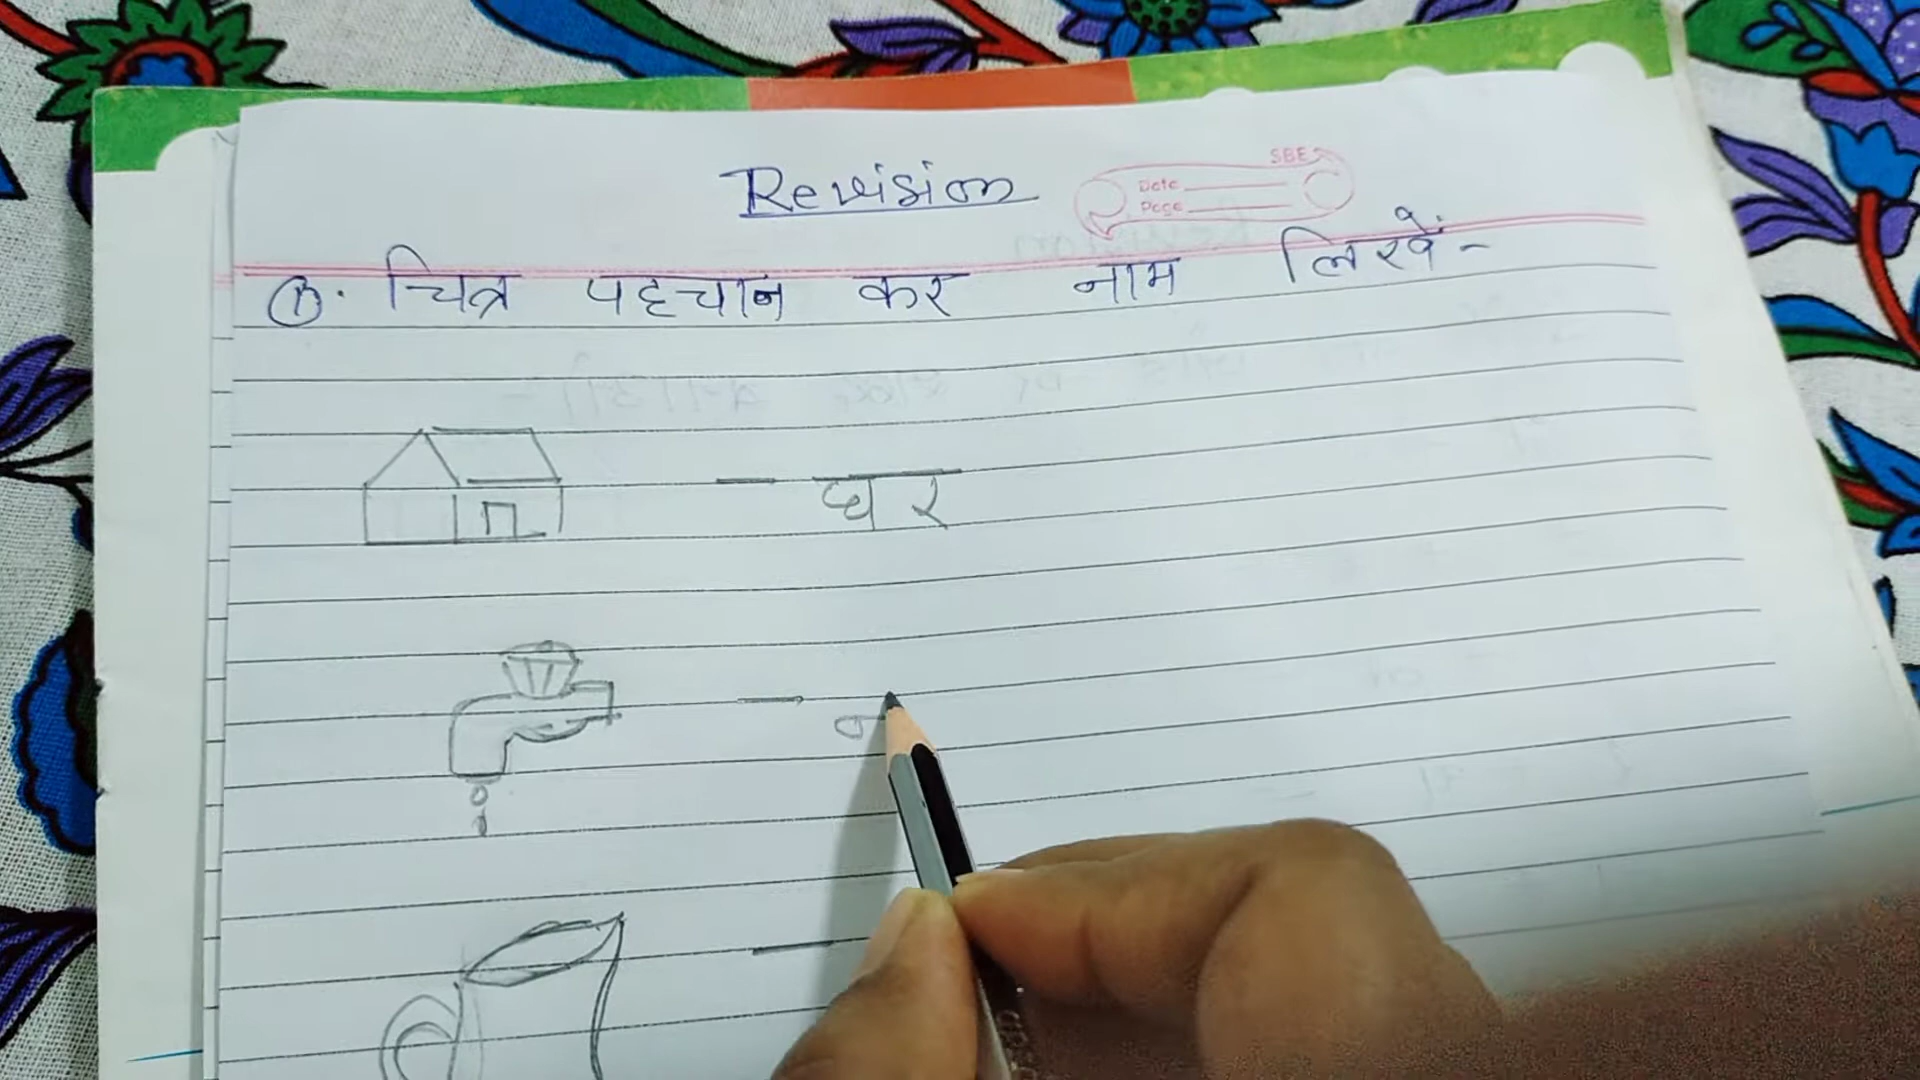 Revision
SBE
Date
Page
①. चित्र पहचान कर नाम लिखें-
- घर